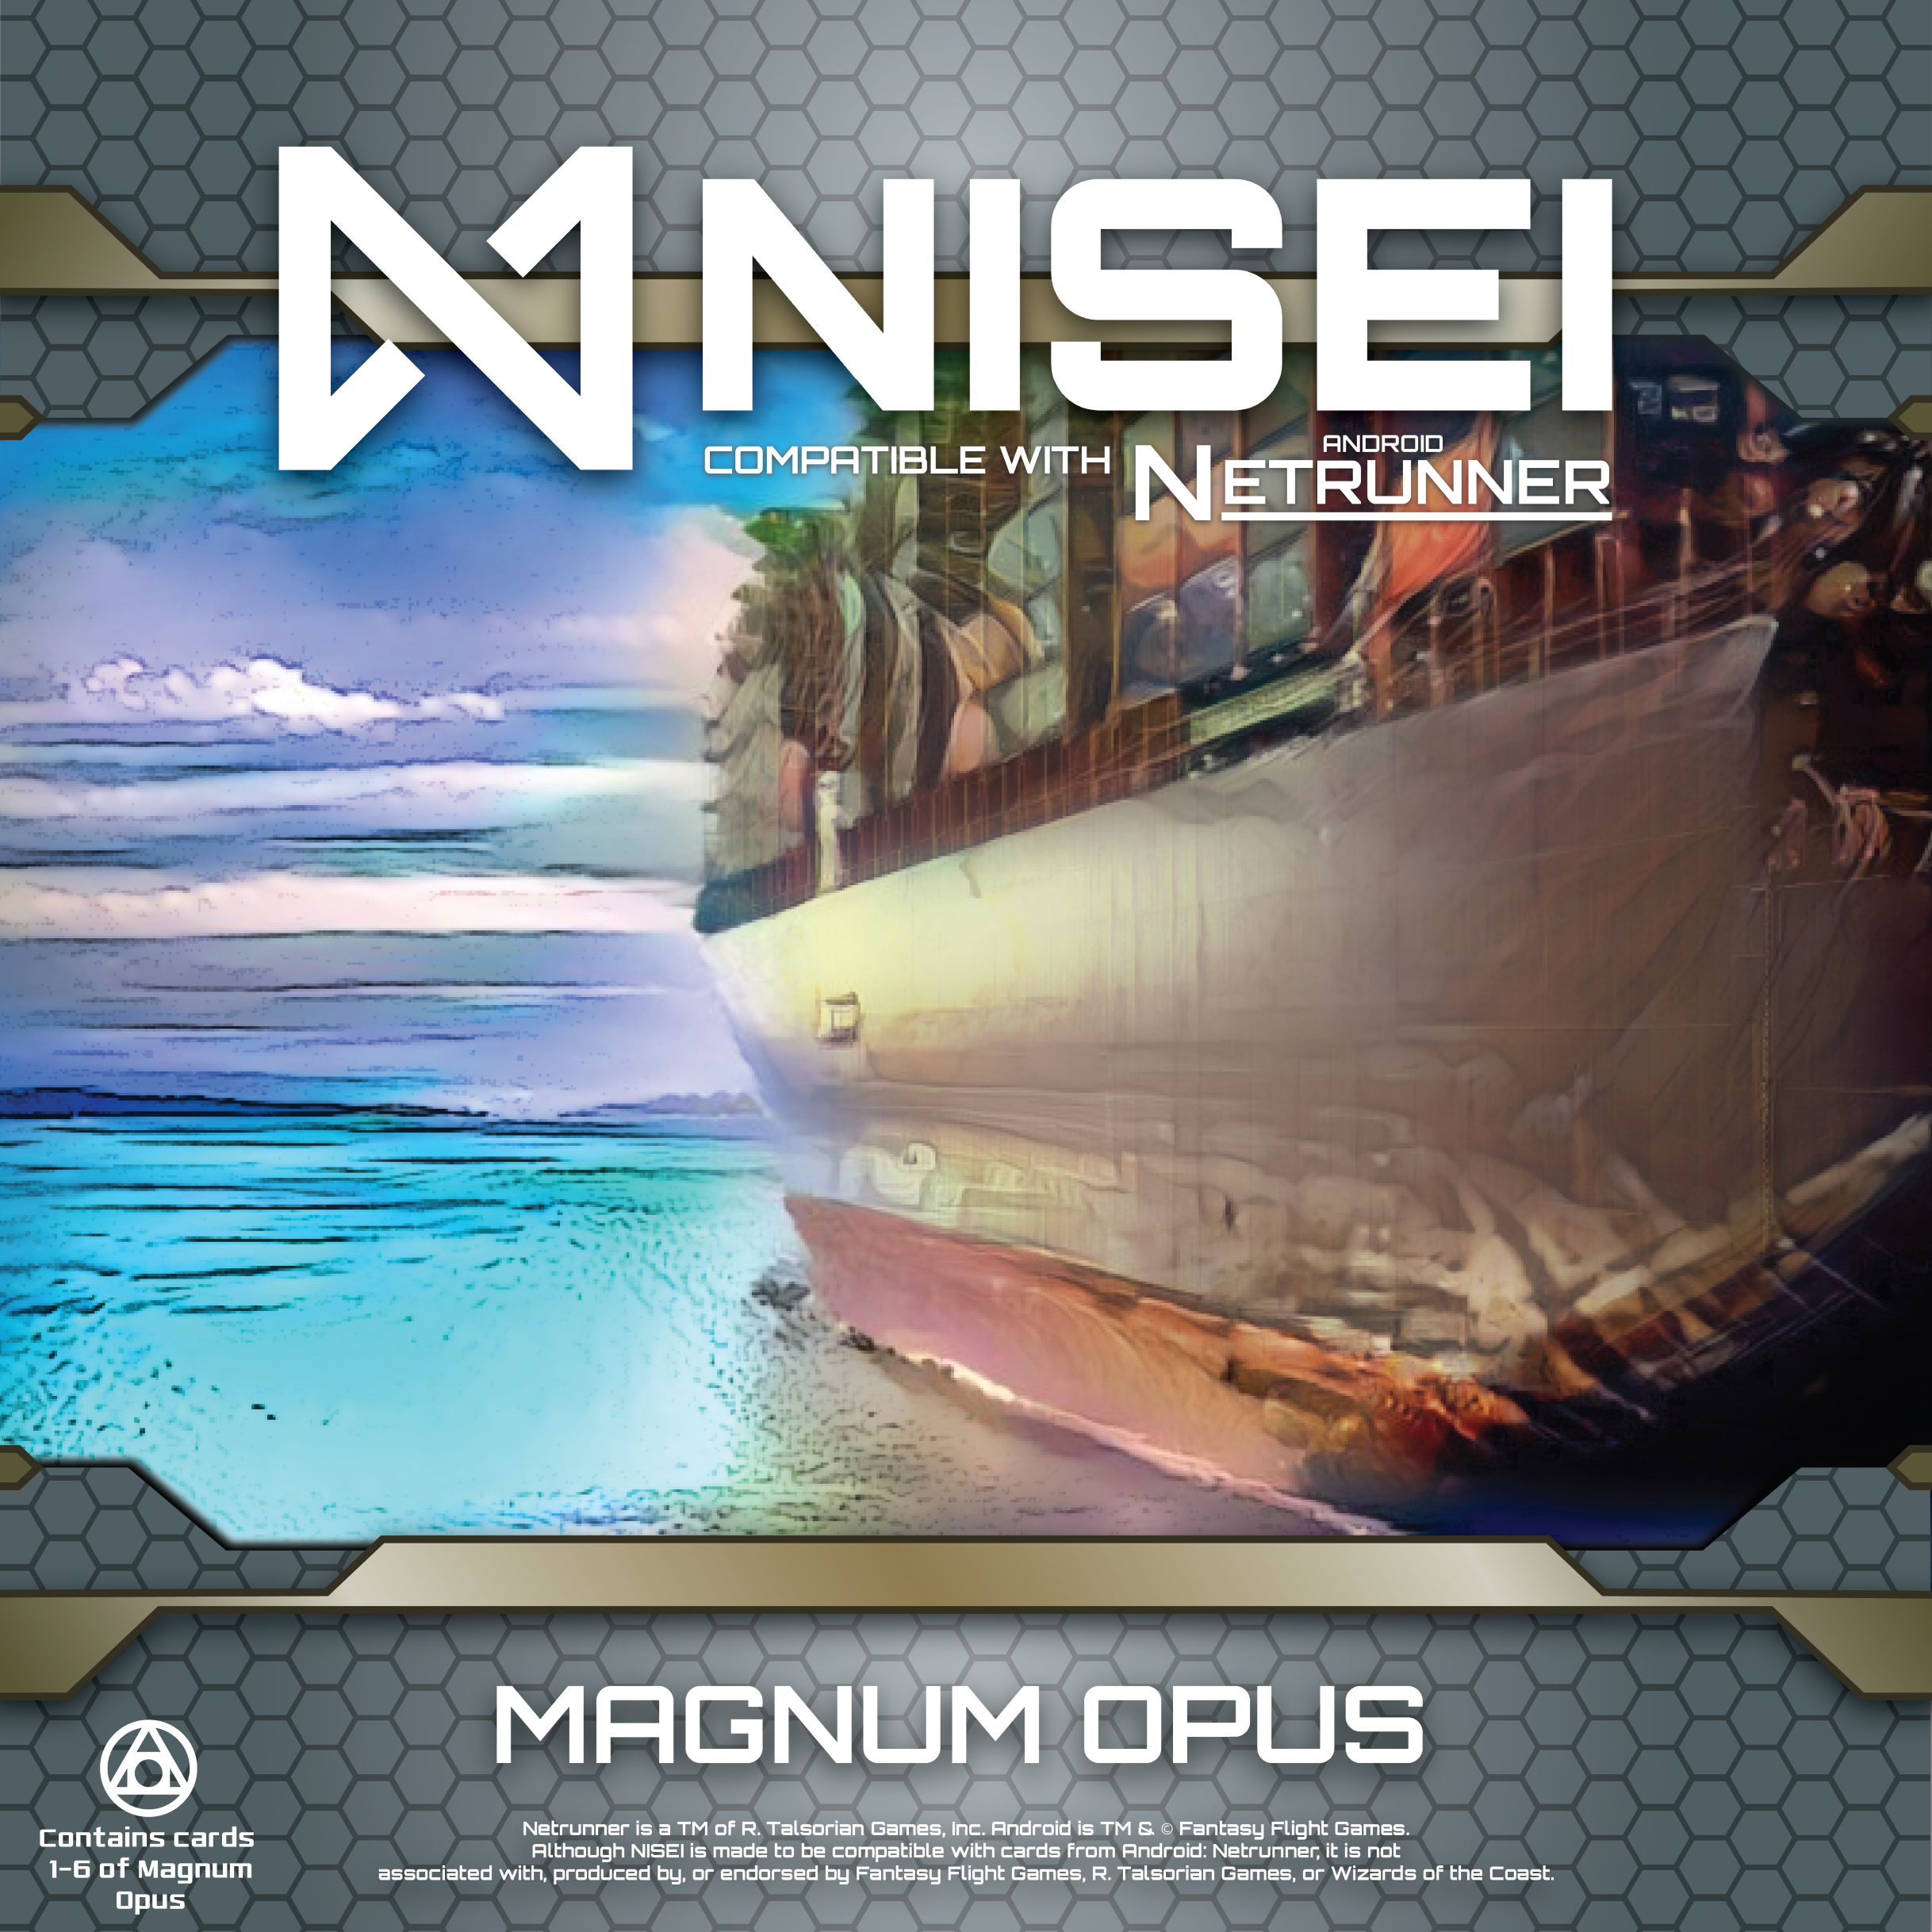 NISEI
COMPATIBLE WITH
ANDROID
NETRUNNER
MAGNUM OPUS
Contains cards
1-6 of Magnum
Opus
Netrunner is a TM of R. Talsorian Games, Inc. Android is TM & © Fantasy Flight Games.
Although NISEI is made to be compatible with cards from Android: Netrunner, it is not
associated with, produced by, or endorsed by Fantasy Flight Games, R. Talsorian Games, or Wizards of the Coast.